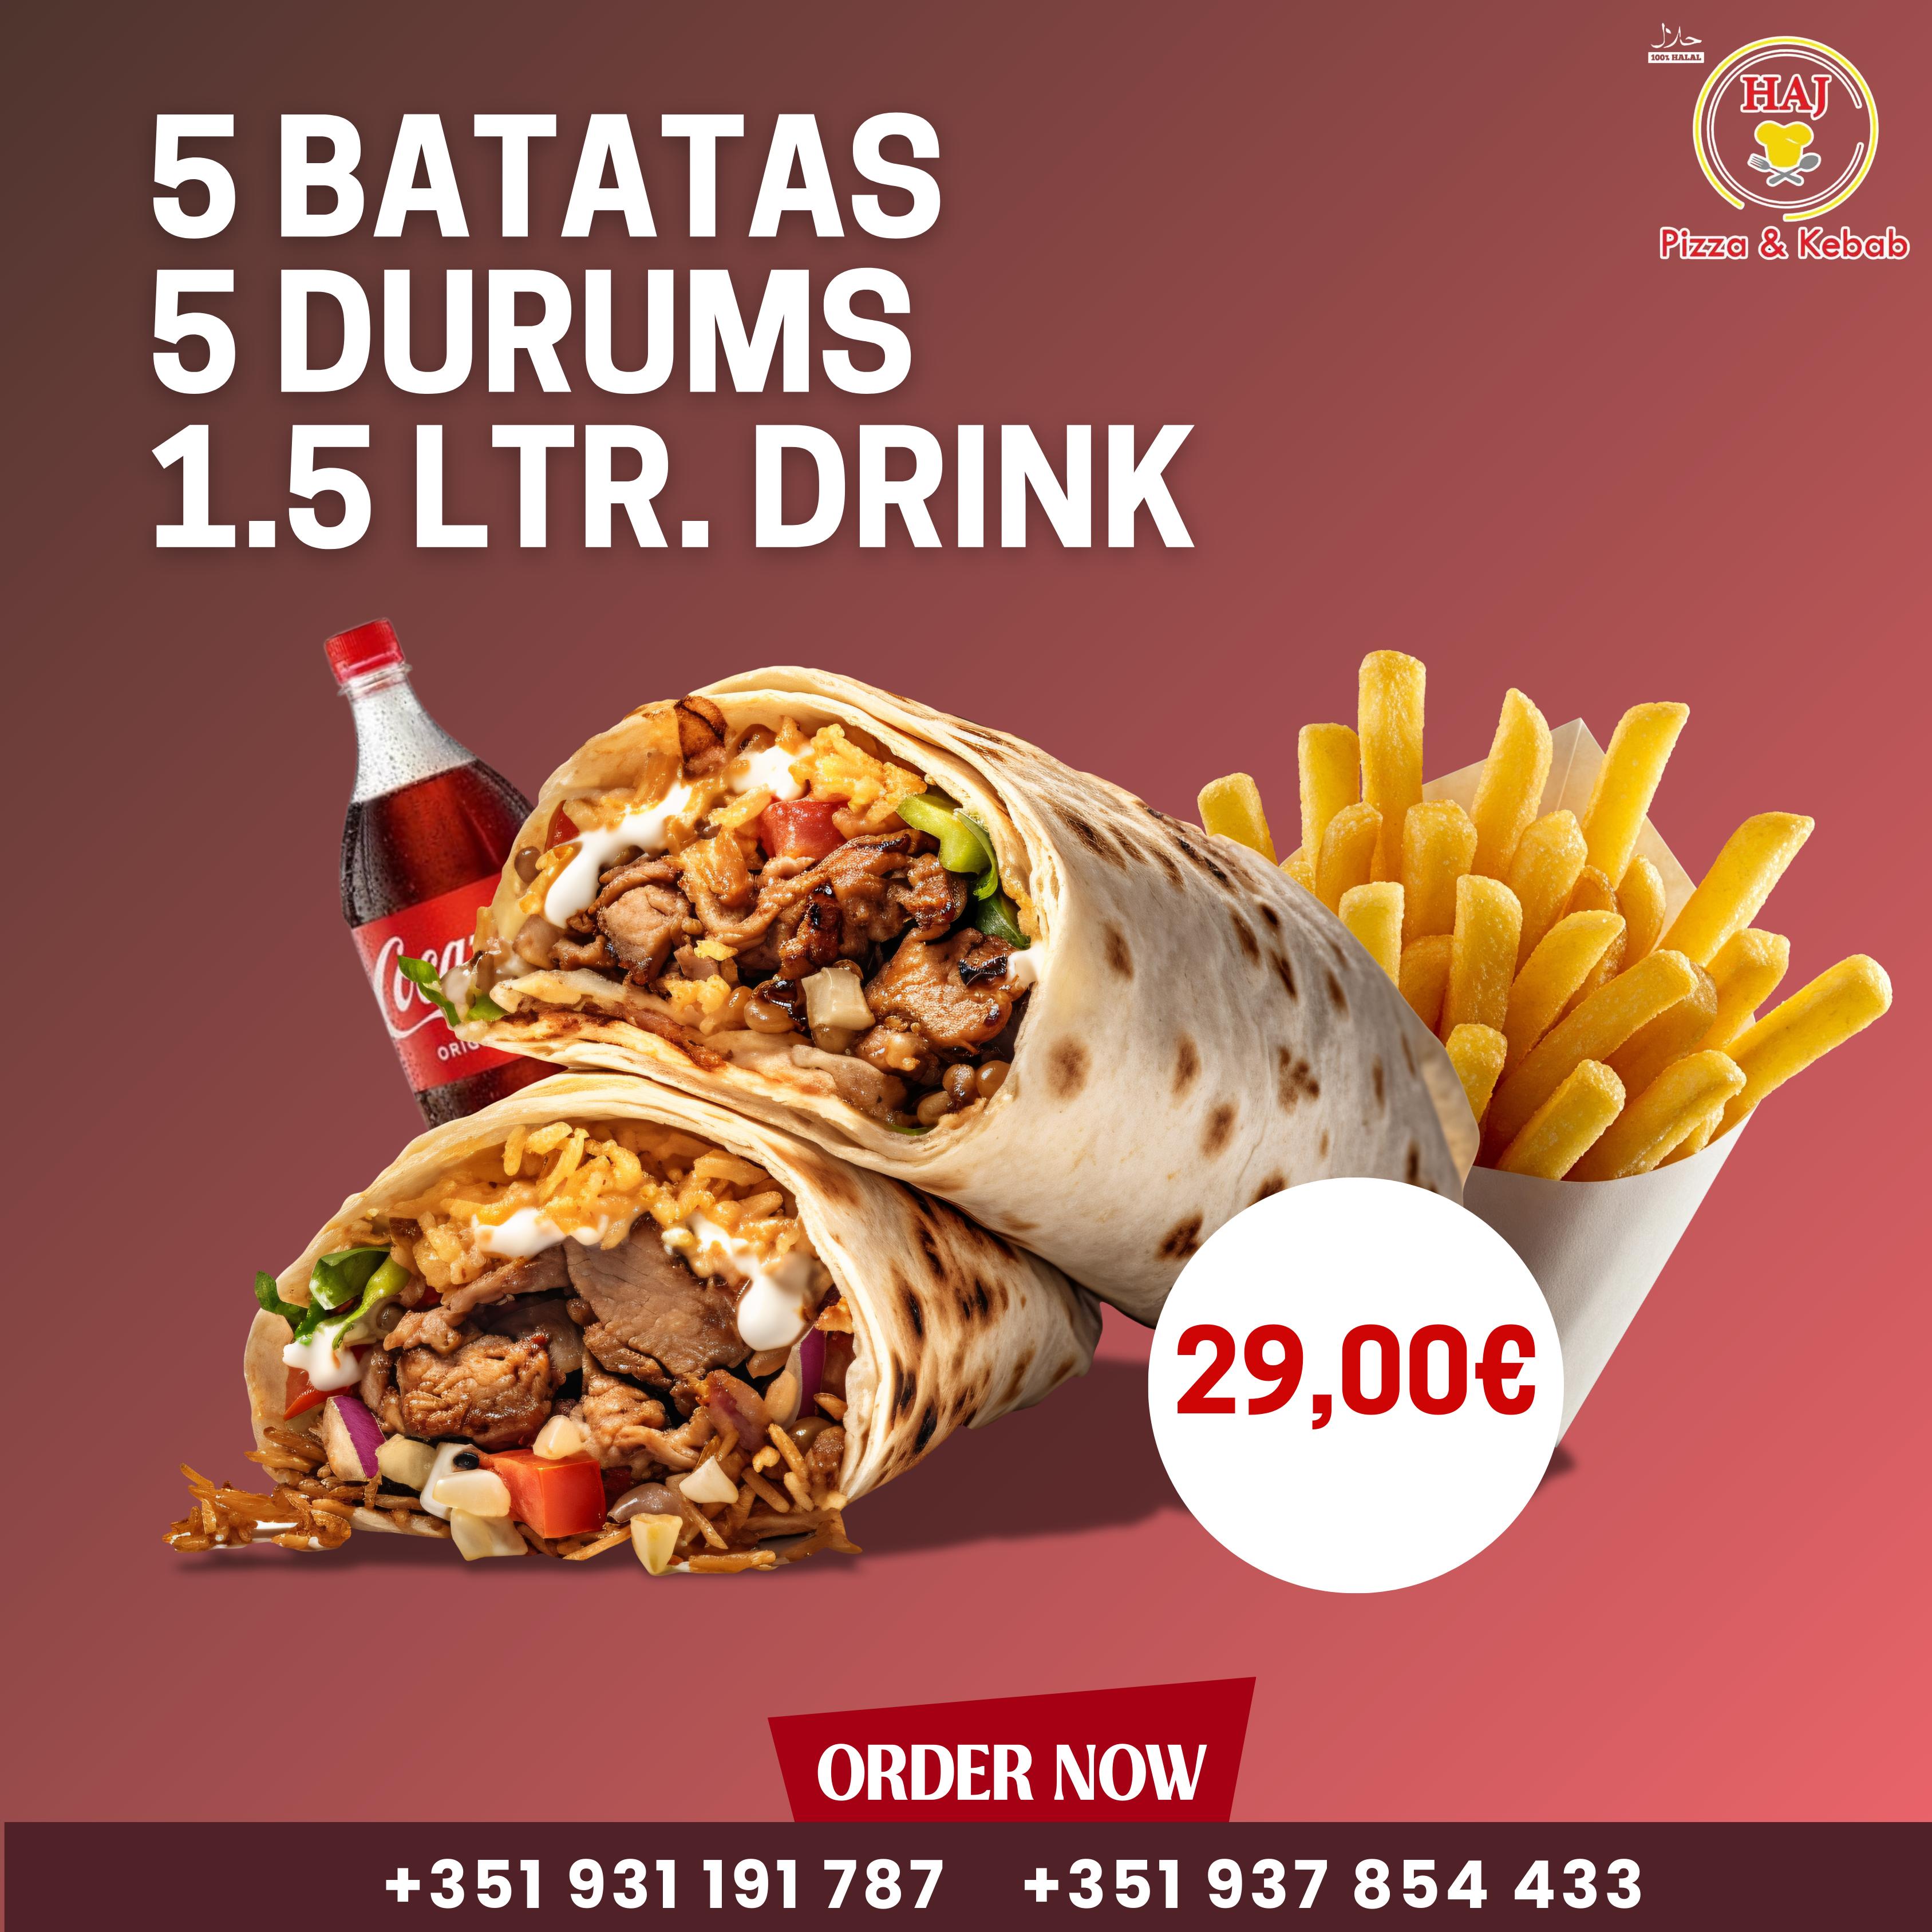 حلال
100% HALAL
HAJ
Pizza & Kebab
5 BATATAS
5 DURUMS
1.5 LTR. DRINK
29,00€
ORDER NOW
+351 931 191 787 +351 937 854 433